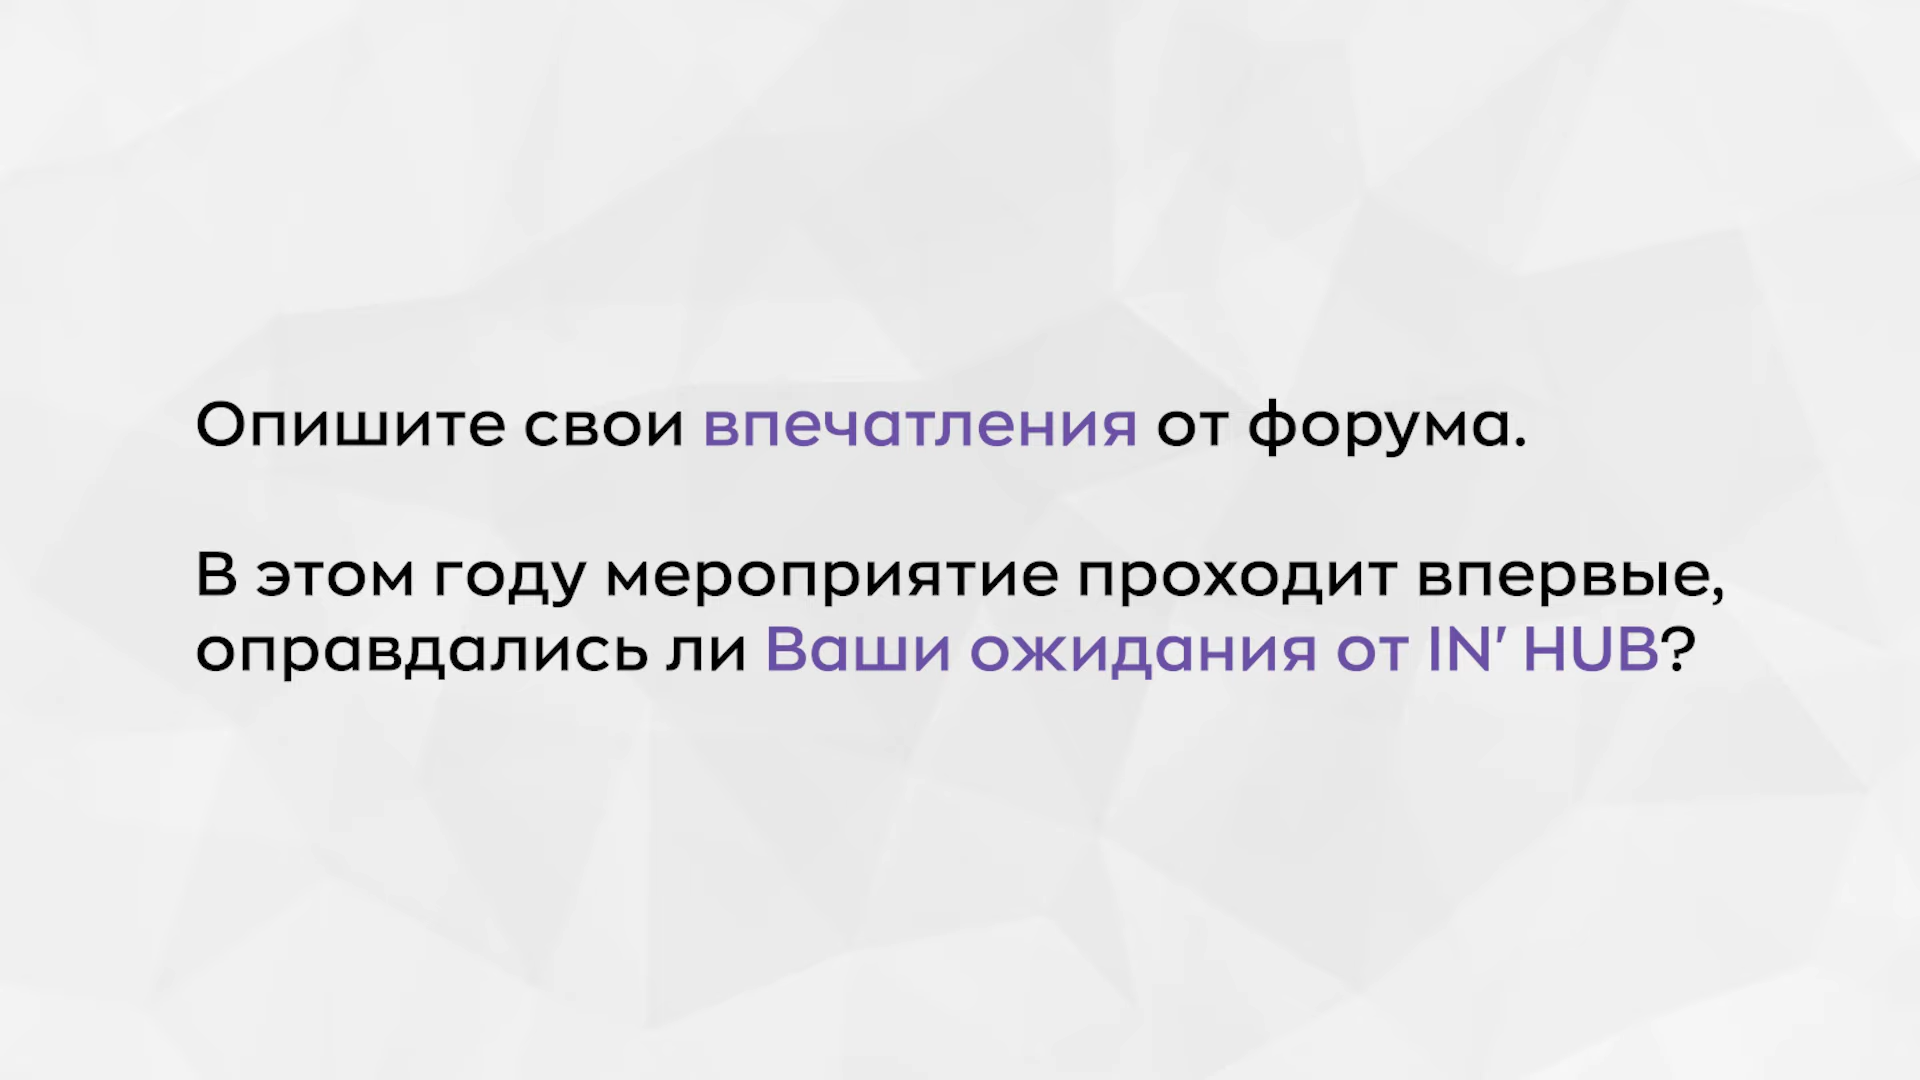 Опишите свои впечатления от форума.
В этом году мероприятие проходит впервые,
оправдались ли Ваши ожидания от IN' HUB?